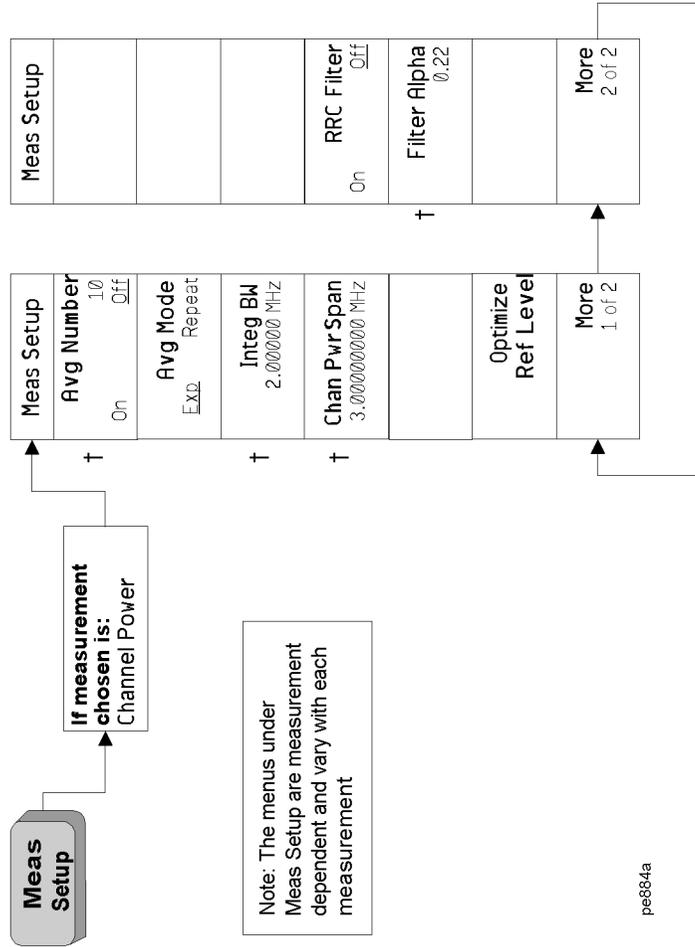 Meas
Setup
If measurement
chosen is:
Channel Power
Note: The menus under
Meas Setup are measurement
dependent and vary with each
measurement
Meas Setup
†
Avg Number
10
On Off
Avg Mode
Exp Repeat
†
Integ BW
2.00000 MHz
†
Chan Pwr Span
3.000000000 MHz
Optimize
Ref Level
More
1 of 2
Meas Setup
RRC Filter
On Off
†
Filter Alpha
0.22
More
2 of 2
pe884a